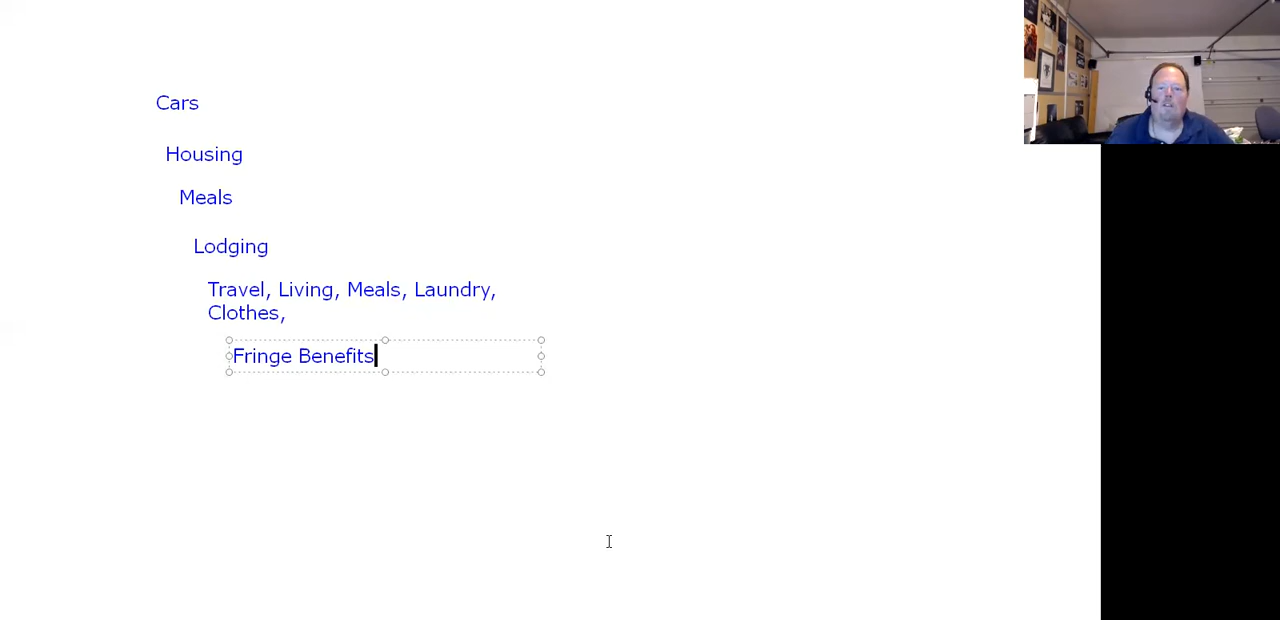 Cars
Housing
Meals
Lodging
Travel, Living, Meals, Laundry,
Clothes,
Fringe Benefits